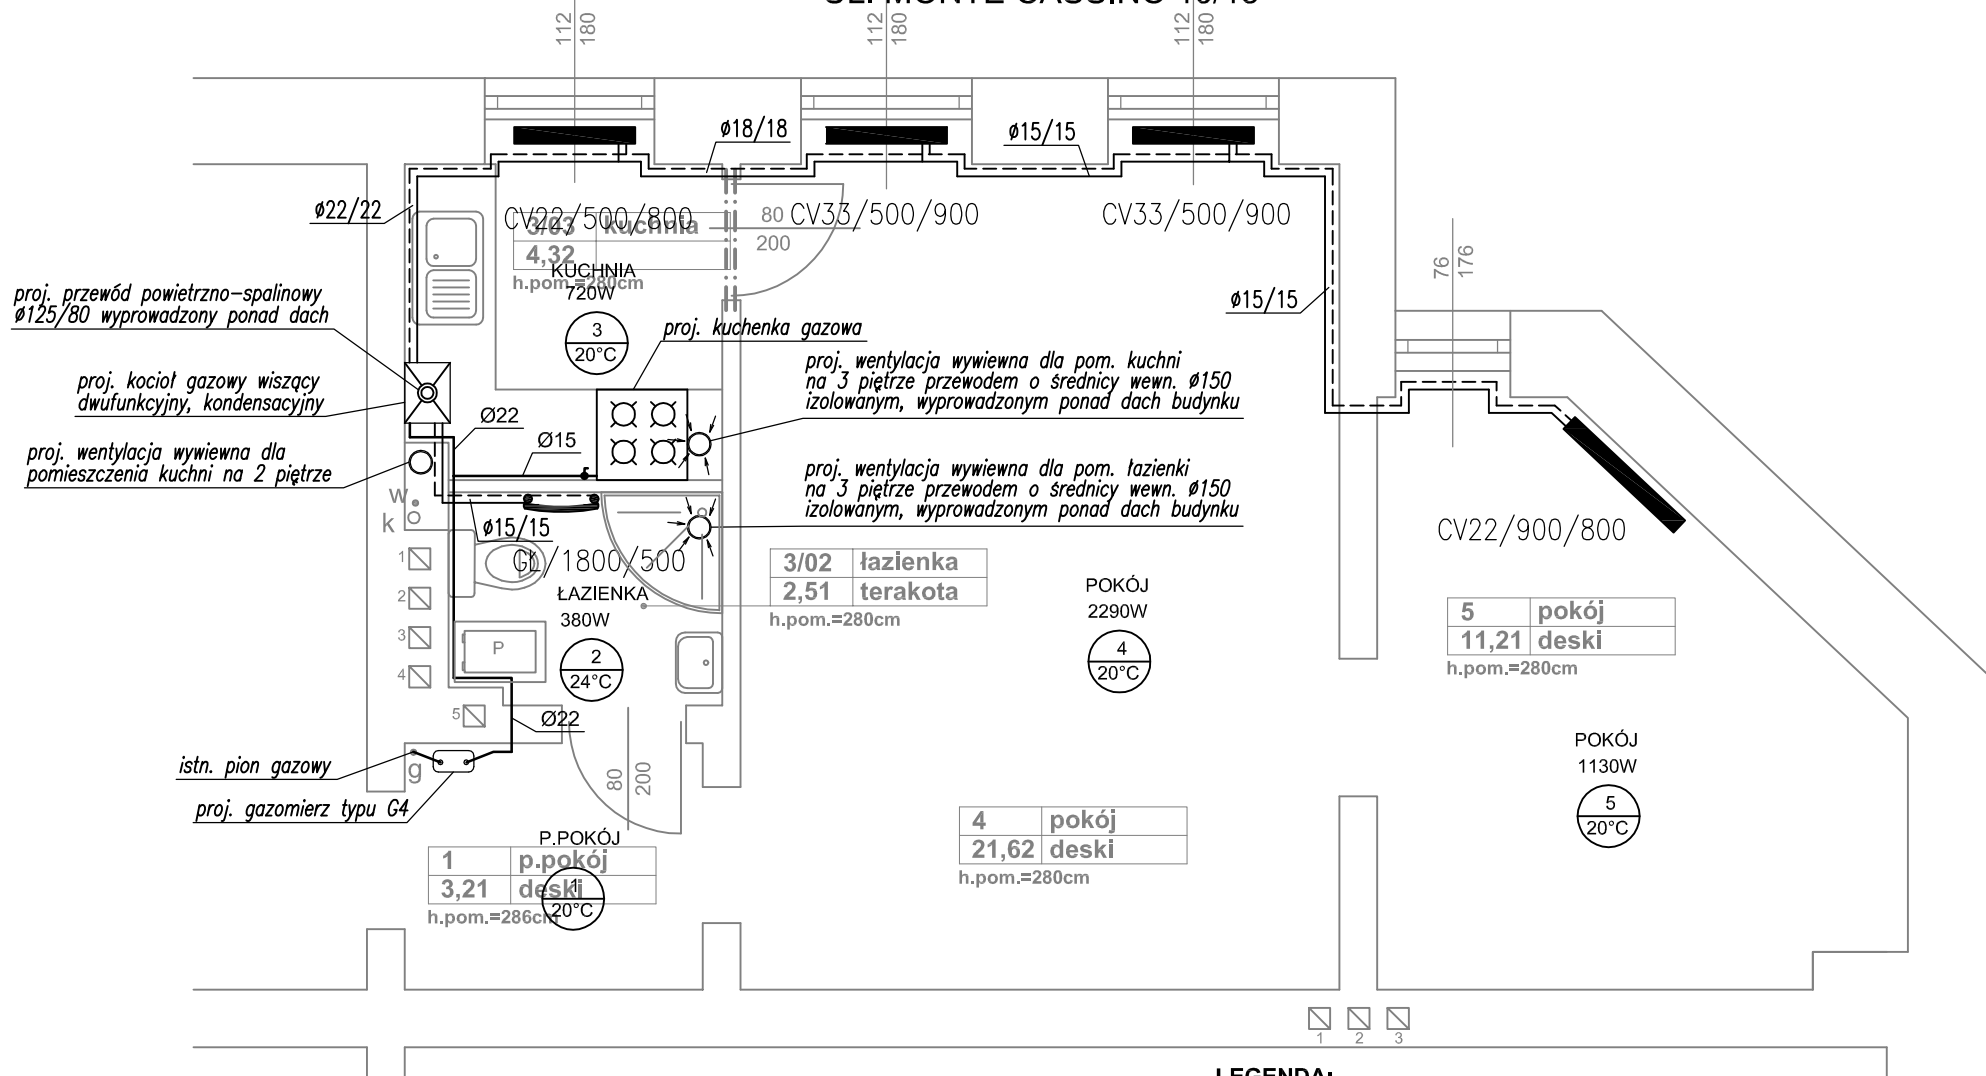 112
180
112
180
112
180
ø18/18
ø15/15
ø22/22
CV22/500/800
3/03 kuchnia
4,32
h.pom.=280cm
KUCHNIA
720W
3
20°C
80
200
CV33/500/900
CV33/500/900
76
176
ø15/15
proj. przewód powietrzno-spalinowy
ø125/80 wyprowadzony ponad dach
proj. kuchenka gazowa
proj. kocioł gazowy wiszący
dwufunkcyjny, kondensacyjny
proj. wentylacja wywiewna dla pom. kuchni
na 3 piętrze przewodem o średnicy wewn. ø150
izolowanym, wyprowadzonym ponad dach budynku
Ø22
Ø15
proj. wentylacja wywiewna dla
pomieszczenia kuchni na 2 piętrze
proj. wentylacja wywiewna dla pom. łazienki
na 3 piętrze przewodem o średnicy wewn. ø150
izolowanym, wyprowadzonym ponad dach budynku
w
k
ø15/15
GŁ/1800/500
CV22/900/800
1
2
3
4
5
ŁAZIENKA
380W
2
24°C
P
3/02 łazienka
2,51 terakota
h.pom.=280cm
POKÓJ
2290W
4
20°C
5 pokój
11,21 deski
h.pom.=280cm
Ø22
POKÓJ
1130W
5
20°C
istn. pion gazowy
g
proj. gazomierz typu G4
80
200
P.POKÓJ
1 p.pokój
3,21 deski
h.pom.=286cm
1
20°C
4 pokój
21,62 deski
h.pom.=280cm
1
2
3
LEGENDA: